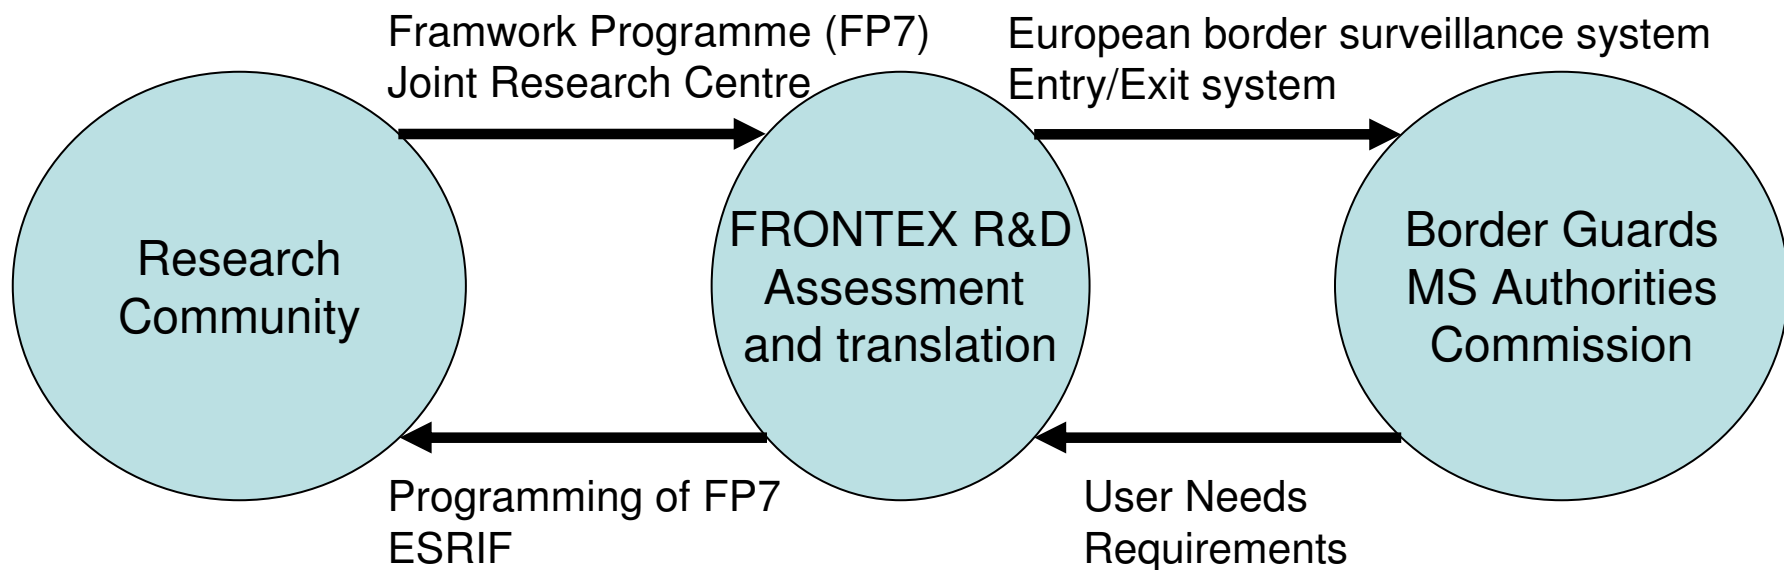 Framwork Programme (FP7)
Joint Research Centre
European border surveillance system
Entry/Exit system
Research
Community
FRONTEX R&D
Assessment
and translation
Border Guards
MS Authorities
Commission
Programming of FP7
ESRIF
User Needs
Requirements